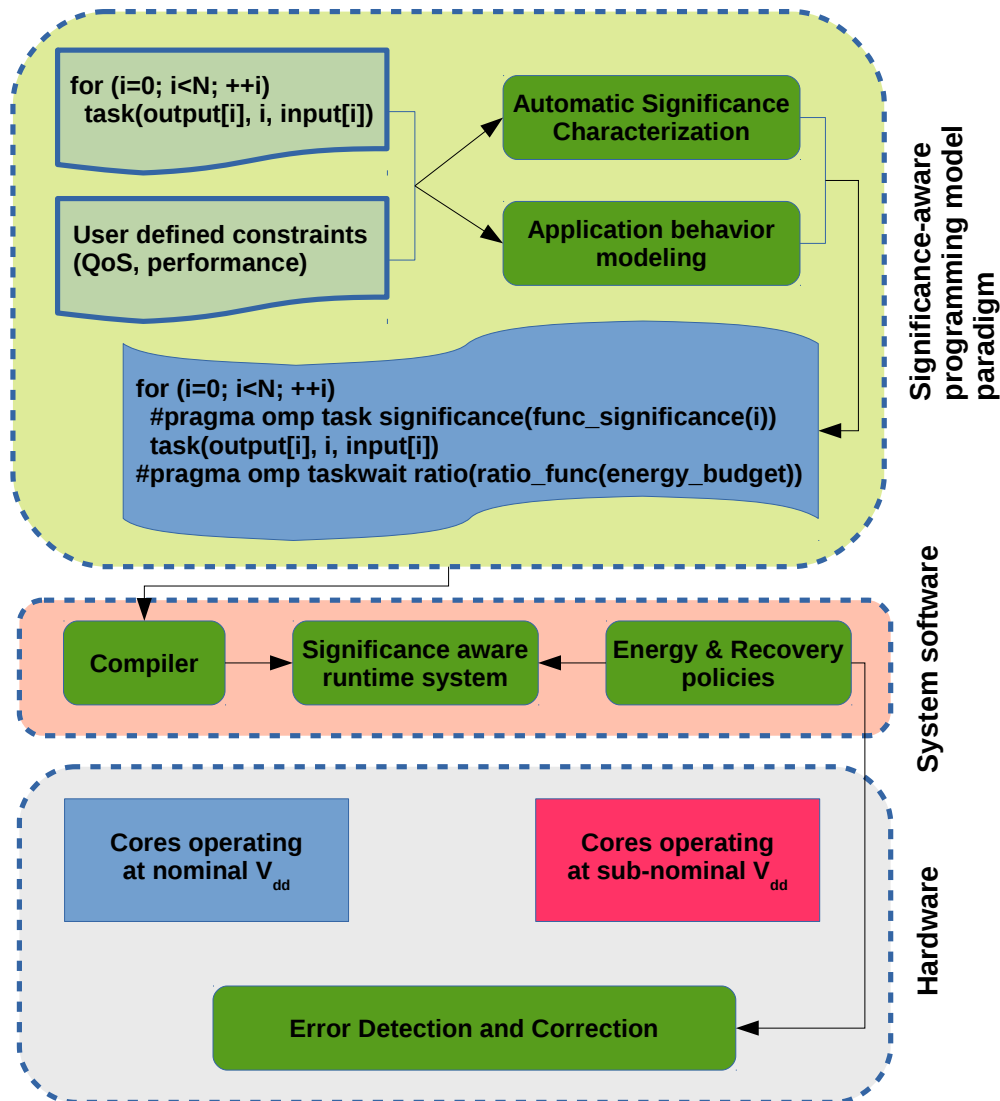 for (i=0; i<N; ++i)
task(output[i], i, input[i])
Automatic Significance
Characterization
User defined constraints
(QoS, performance)
Application behavior
modeling
for (i=0; i<N; ++i)
#pragma omp task significance(func_significance(i))
task(output[i], i, input[i])
#pragma omp taskwait ratio(ratio_func(energy_budget))
Significance-aware
programming model
paradigm
Compiler
Significance aware
runtime system
Energy & Recovery
policies
System software
Cores operating
at nominal Vdd
Cores operating
at sub-nominal Vdd
Error Detection and Correction
Hardware